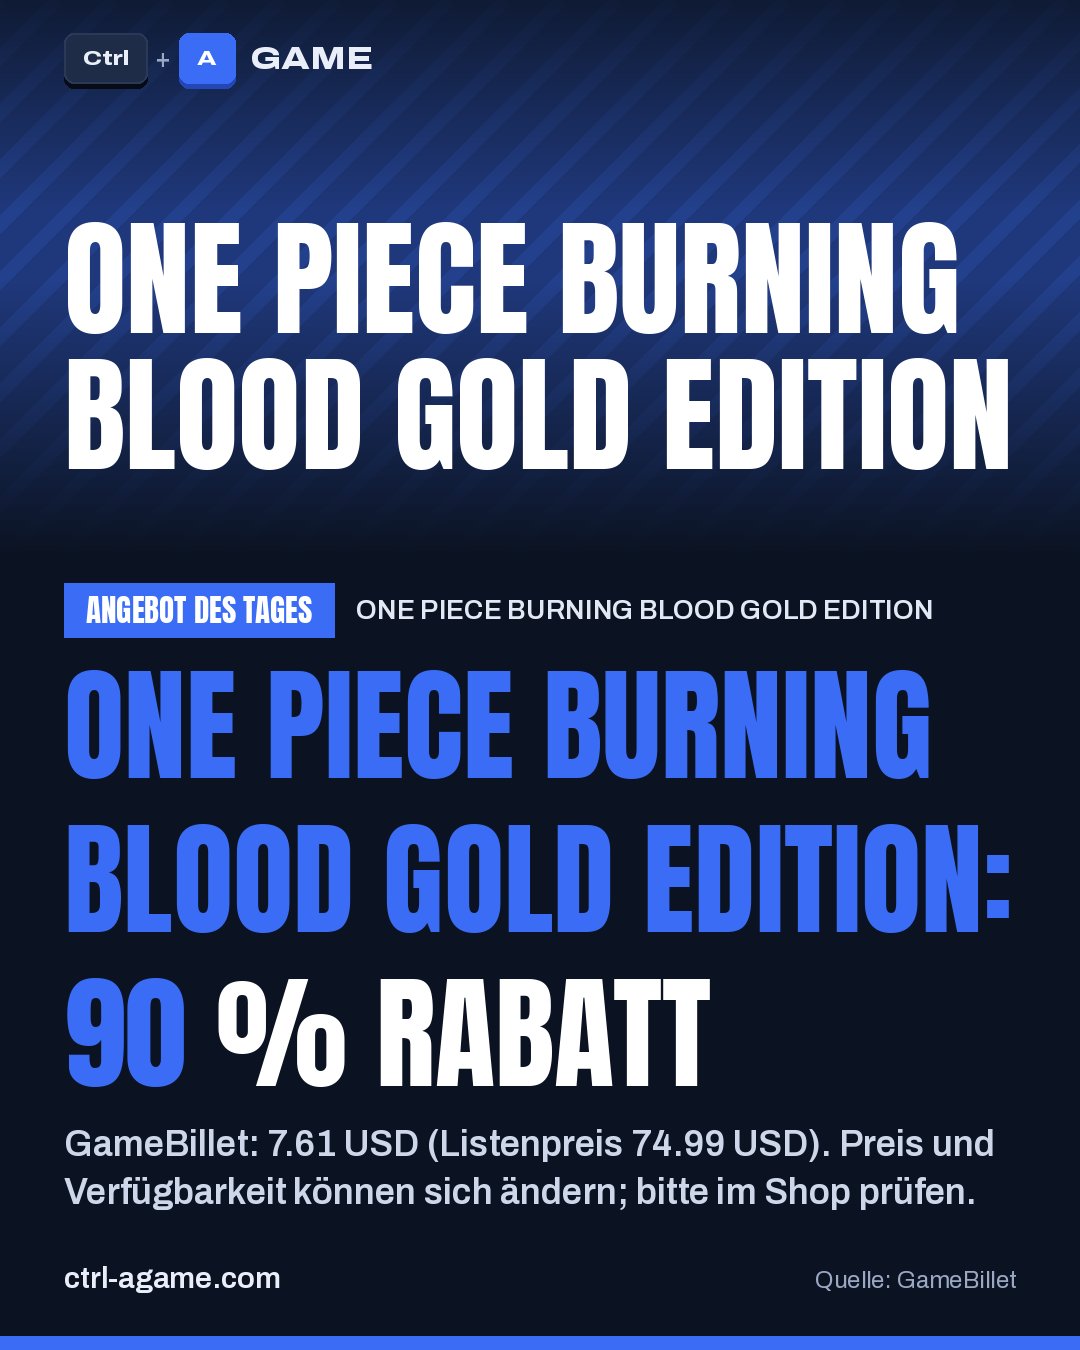 Ctrl + A GAME
ONE PIECE BURNING
BLOOD GOLD EDITION
ANGEBOT DES TAGES ONE PIECE BURNING BLOOD GOLD EDITION
ONE PIECE BURNING
BLOOD GOLD EDITION:
90 % RABATT
GameBillet: 7.61 USD (Listenpreis 74.99 USD). Preis und
Verfügbarkeit können sich ändern; bitte im Shop prüfen.
ctrl-agame.com Quelle: GameBillet